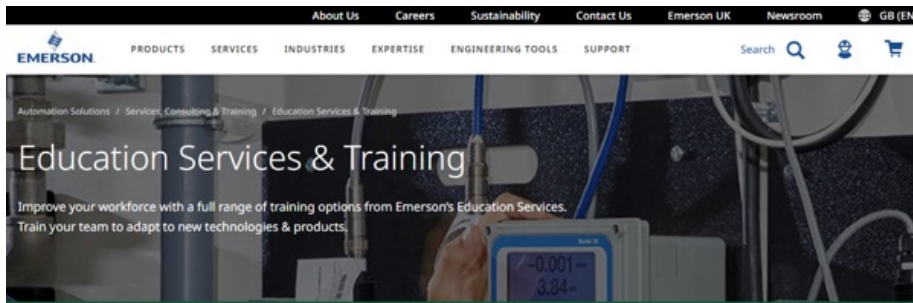 About Us Careers Sustainability Contact Us Emerson UK Newsroom GB (EN
EMERSON. PRODUCTS SERVICES INDUSTRIES EXPERTISE ENGINEERING TOOLS SUPPORT Search
Automation Solutions / Services, Consulting & Training / Education Services & Training
Education Services & Training
Improve your workforce with a full range of training options from Emerson's Education Services.
Train your team to adapt to new technologies & products.
-0.001
3.84